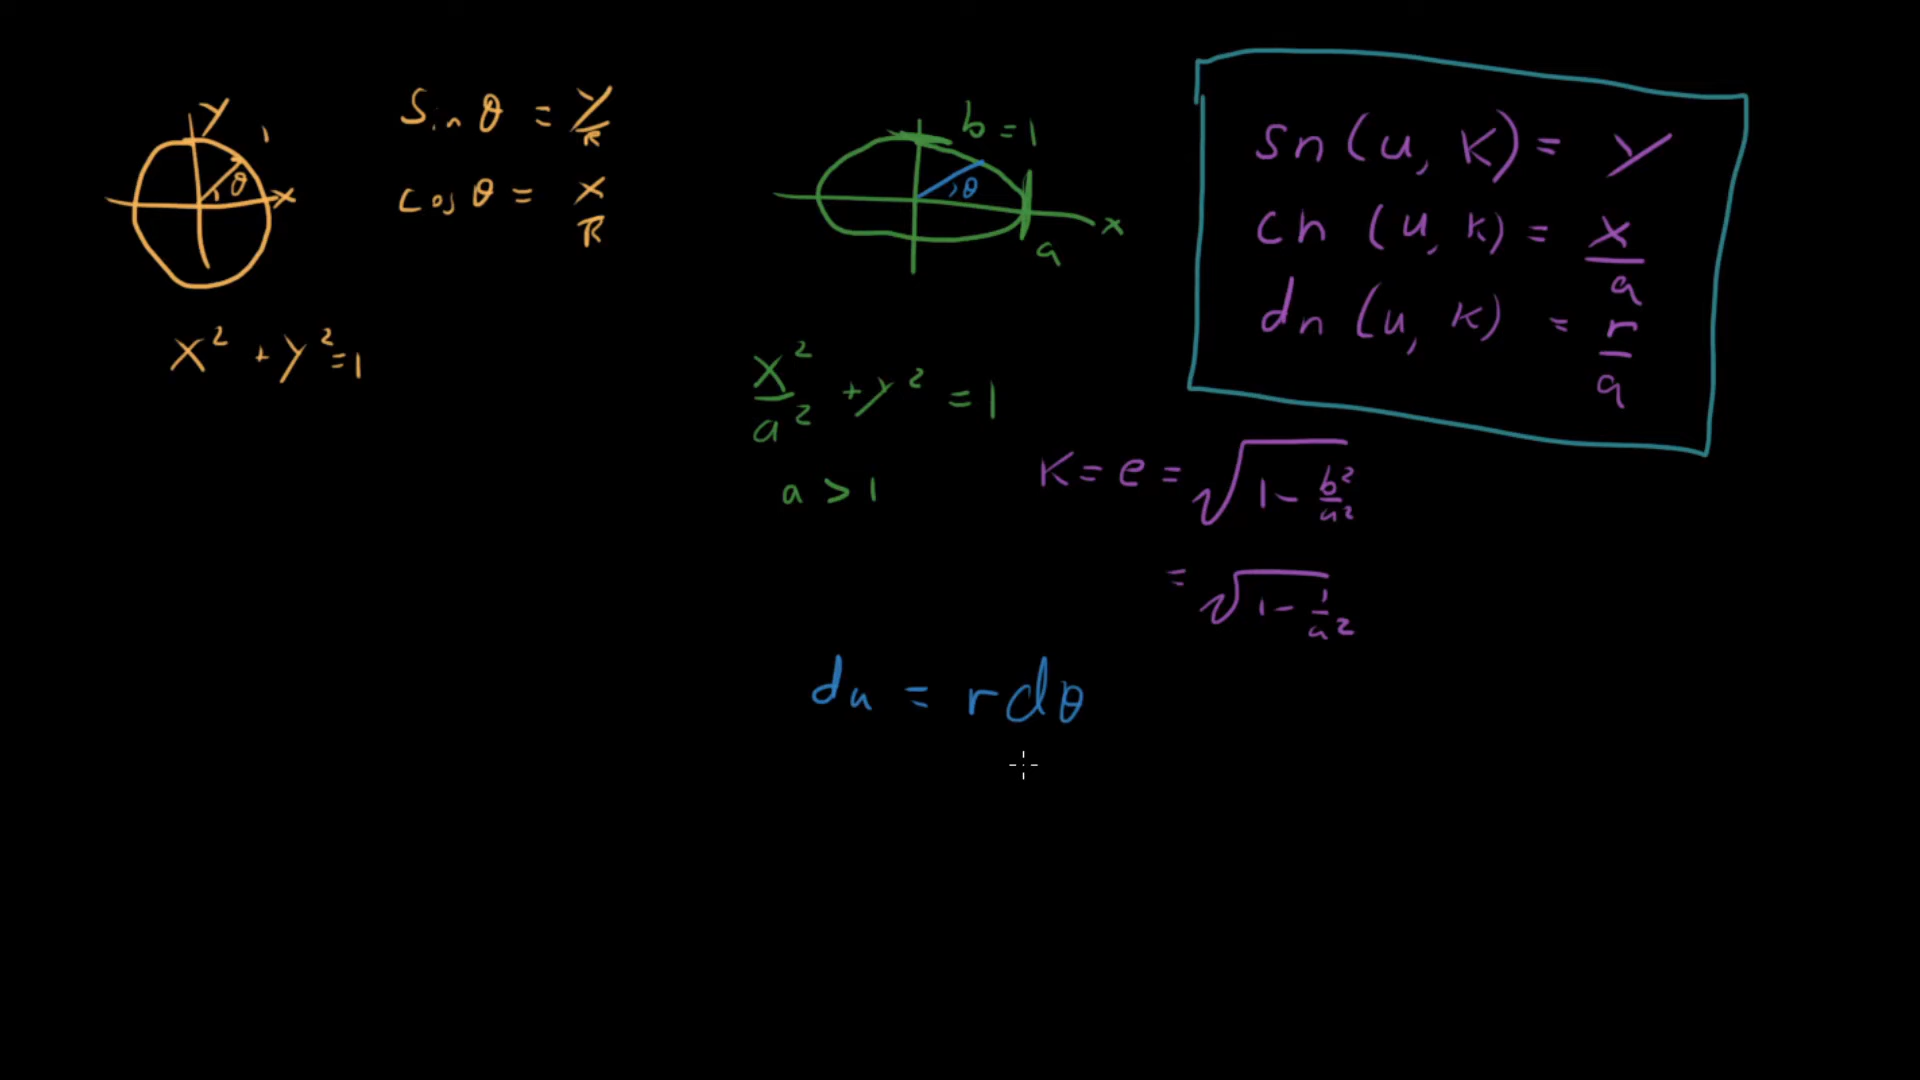 y
1
θ
x
Sin θ = y/R
cos θ = x/R
x² + y² = 1
b = 1
θ
x
a
x²/a² + y² = 1
a > 1
sn (u, k) = y
cn (u, k) = x/a
dn (u, k) = r/a
k = e = √(1 - b²/a²)
= √(1 - 1/a²)
du = r dθ